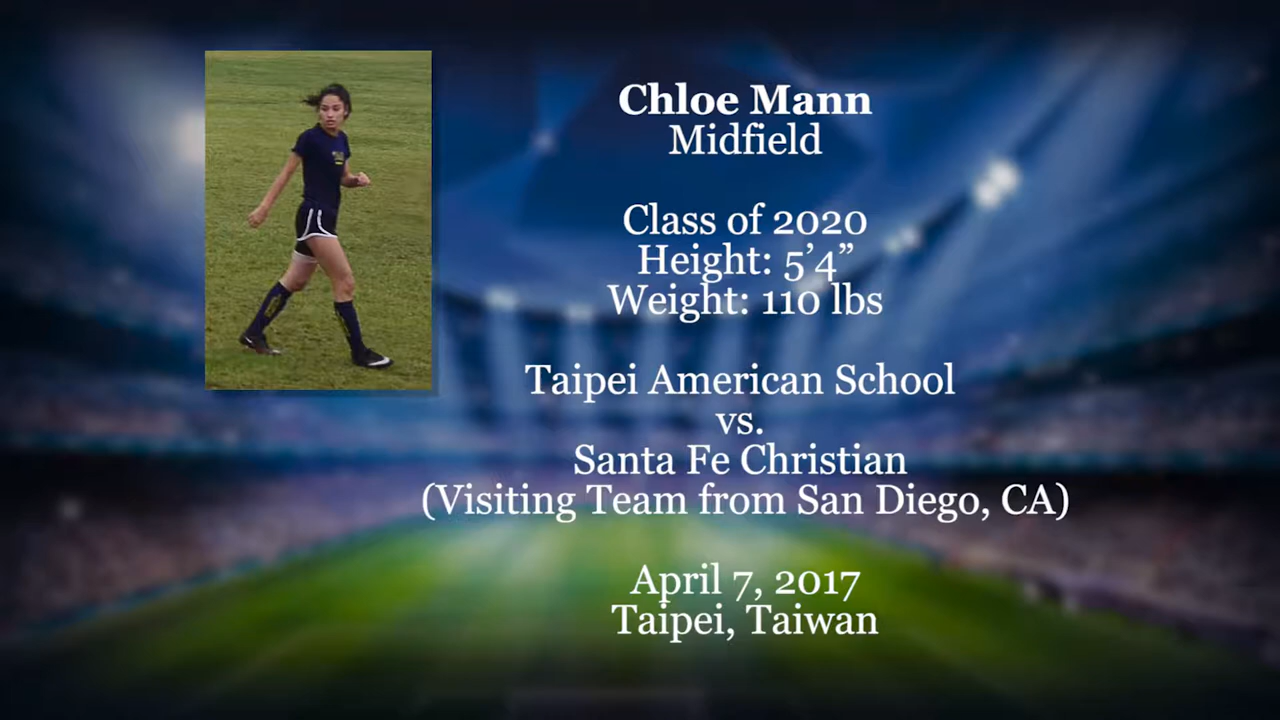 Chloe Mann
Midfield
Class of 2020
Height: 5’4”
Weight: 110 lbs
Taipei American School
vs.
Santa Fe Christian
(Visiting Team from San Diego, CA)
April 7, 2017
Taipei, Taiwan